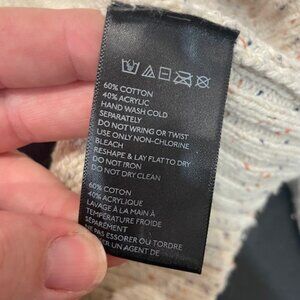 60% COTTON
40% ACRYLIC
HAND WASH COLD
SEPARATELY
DO NOT WRING OR TWIST
USE ONLY NON-CHLORINE
BLEACH
RESHAPE & LAY FLAT TO DRY
DO NOT IRON
DO NOT DRY CLEAN
60% COTON
40% ACRYLIQUE
LAVAGE À LA MAIN À
TEMPÉRATURE FROIDE
SÉPARÉMENT
NE PAS ESSORER OU TORDRE
ER UN AGENT DE